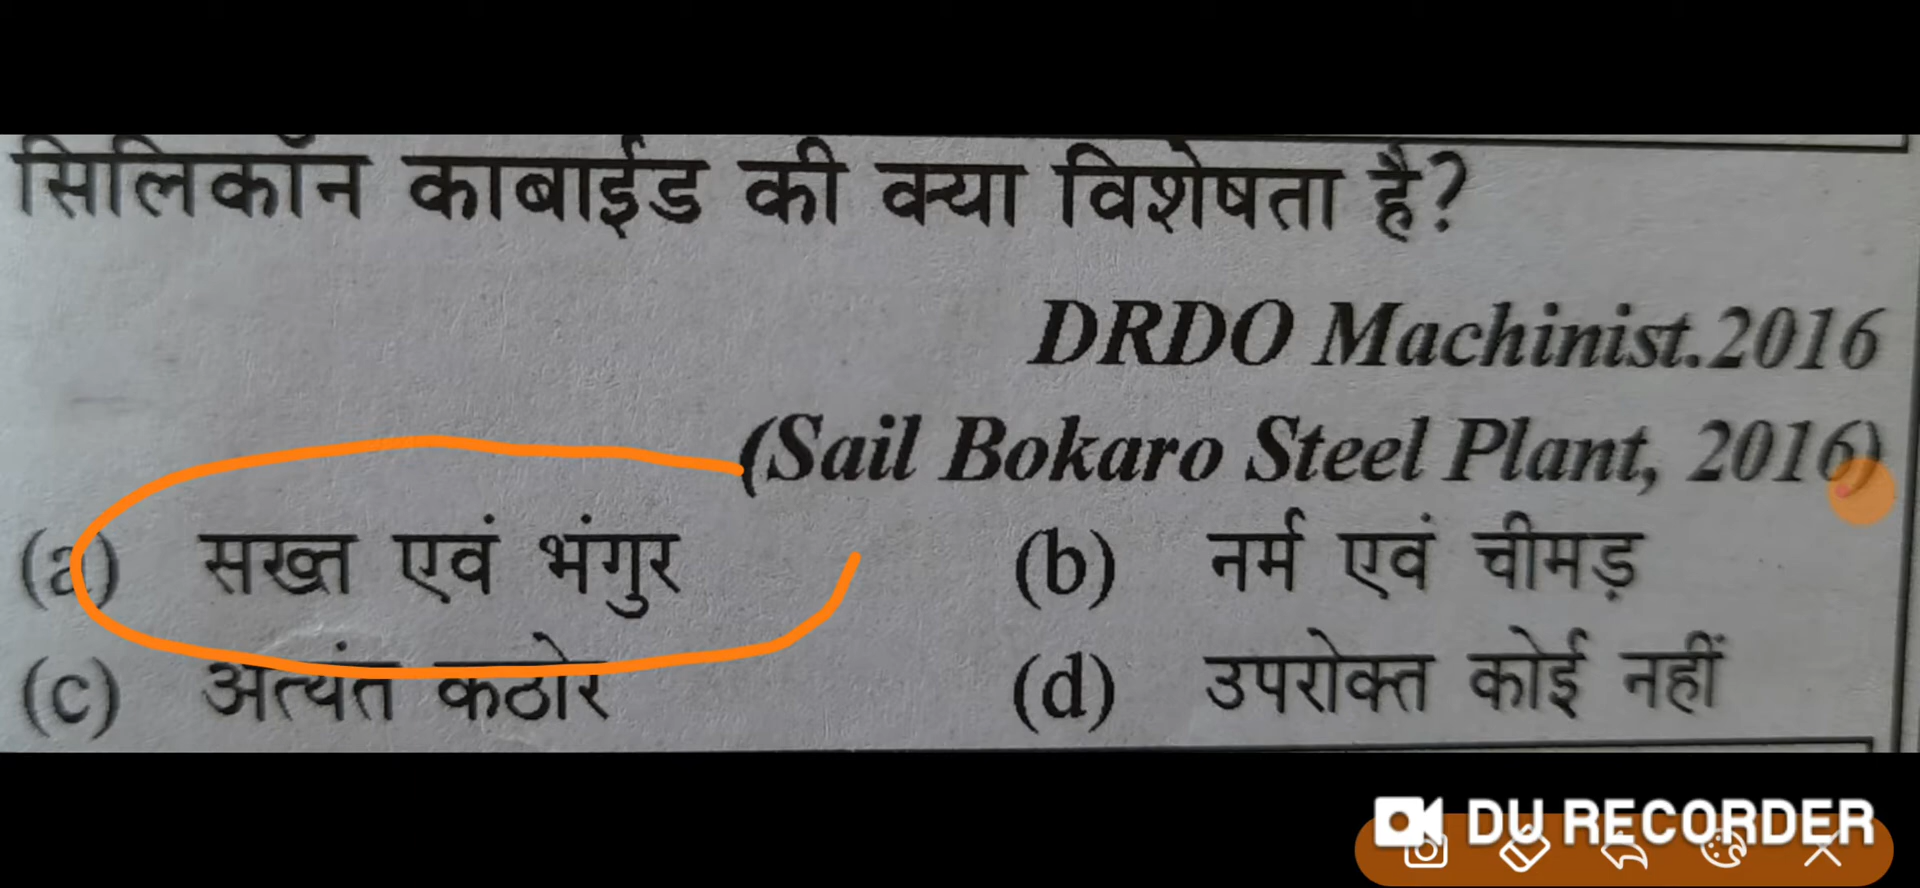 सिलिकॉन काबाईड की क्या विशेषता है?
DRDO Machinist.2016
(Sail Bokaro Steel Plant, 2016)
(a) सख्त एवं भंगुर (b) नर्म एवं चीमड़
(c) अत्यंत कठोर (d) उपरोक्त कोई नहीं
DU RECORDER